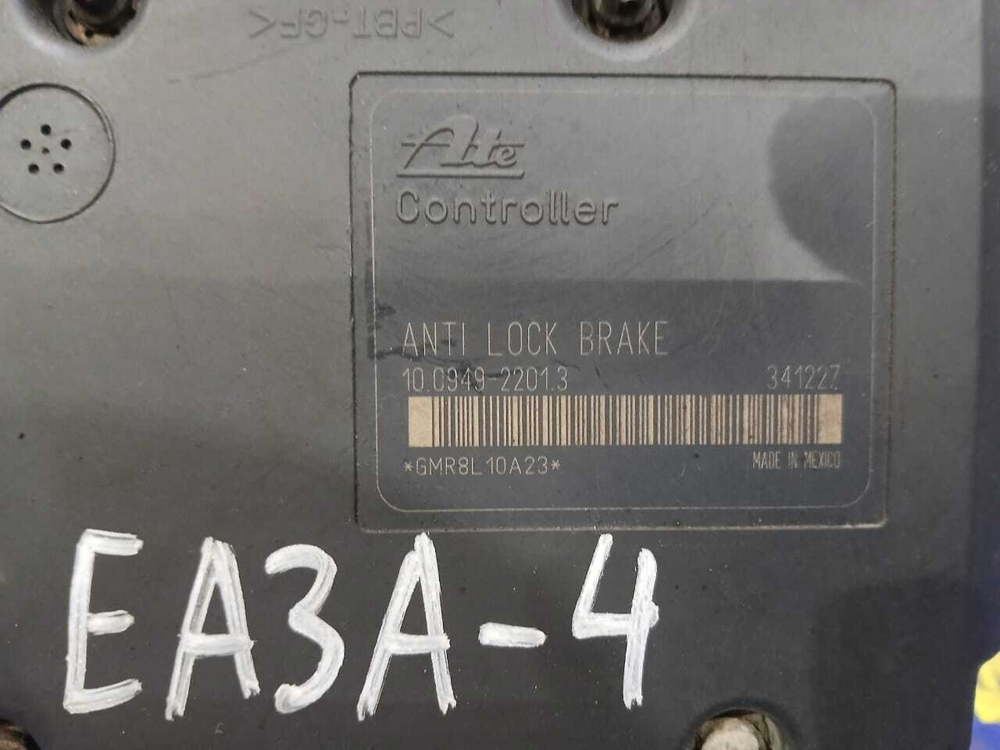 >PBT-GF<
Ate
Controller
ANTI LOCK BRAKE
10.0949-2201.3 341227
*GMR8L10A23* MADE IN MEXICO
EA3A-4